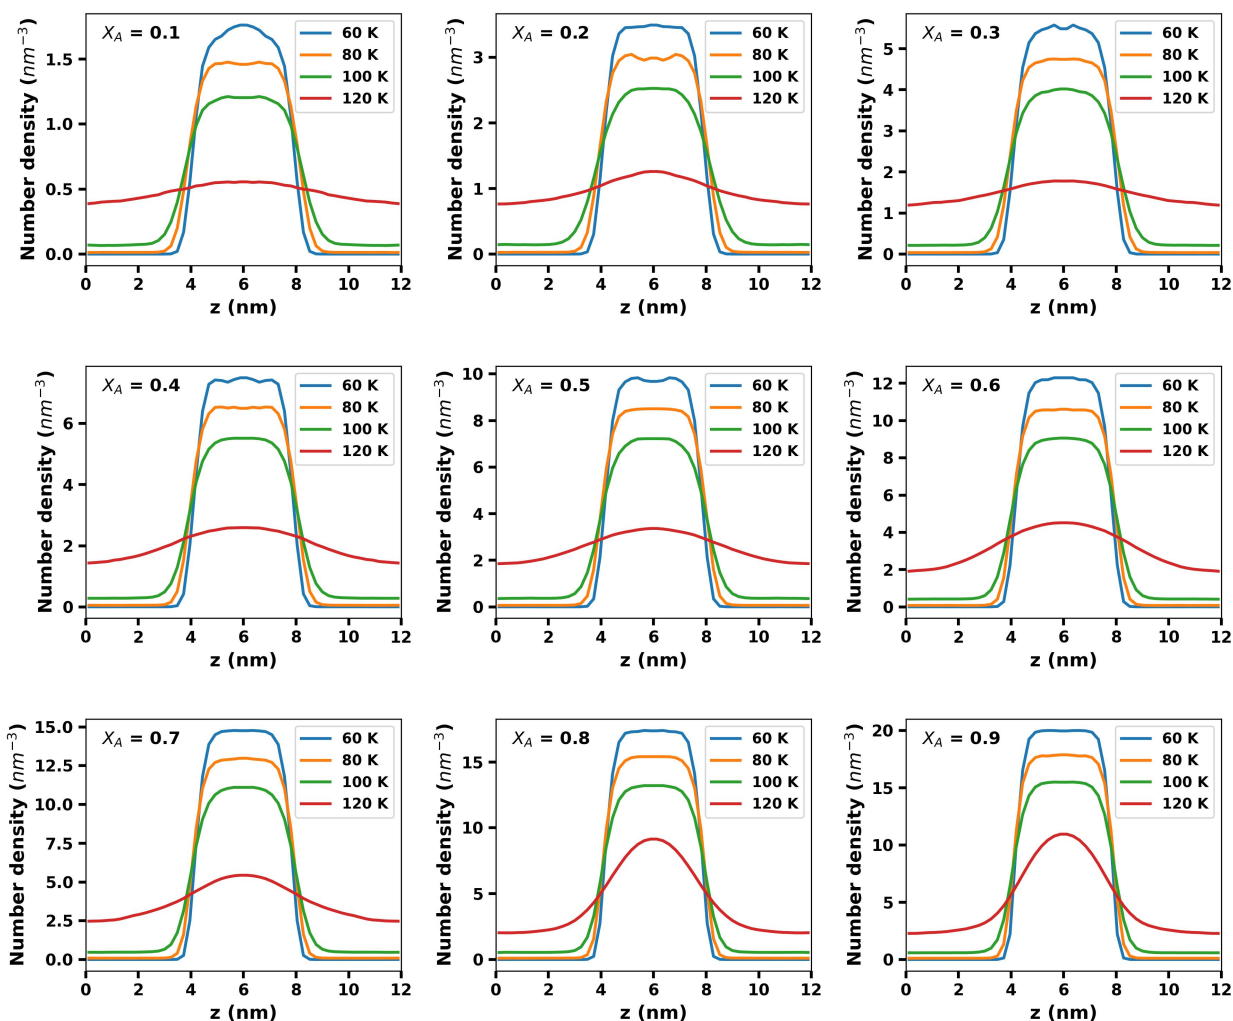 X_A = 0.1
60 K
80 K
100 K
120 K
Number density (nm⁻³)
1.5
1.0
0.5
0.0
0 2 4 6 8 10 12
z (nm)
X_A = 0.2
60 K
80 K
100 K
120 K
Number density (nm⁻³)
3
2
1
0
0 2 4 6 8 10 12
z (nm)
X_A = 0.3
60 K
80 K
100 K
120 K
Number density (nm⁻³)
5
4
3
2
1
0
0 2 4 6 8 10 12
z (nm)
X_A = 0.4
60 K
80 K
100 K
120 K
Number density (nm⁻³)
6
4
2
0
0 2 4 6 8 10 12
z (nm)
X_A = 0.5
60 K
80 K
100 K
120 K
Number density (nm⁻³)
10
8
6
4
2
0
0 2 4 6 8 10 12
z (nm)
X_A = 0.6
60 K
80 K
100 K
120 K
Number density (nm⁻³)
12
10
8
6
4
2
0
0 2 4 6 8 10 12
z (nm)
X_A = 0.7
60 K
80 K
100 K
120 K
Number density (nm⁻³)
15.0
12.5
10.0
7.5
5.0
2.5
0.0
0 2 4 6 8 10 12
z (nm)
X_A = 0.8
60 K
80 K
100 K
120 K
Number density (nm⁻³)
15
10
5
0
0 2 4 6 8 10 12
z (nm)
X_A = 0.9
60 K
80 K
100 K
120 K
Number density (nm⁻³)
20
15
10
5
0
0 2 4 6 8 10 12
z (nm)